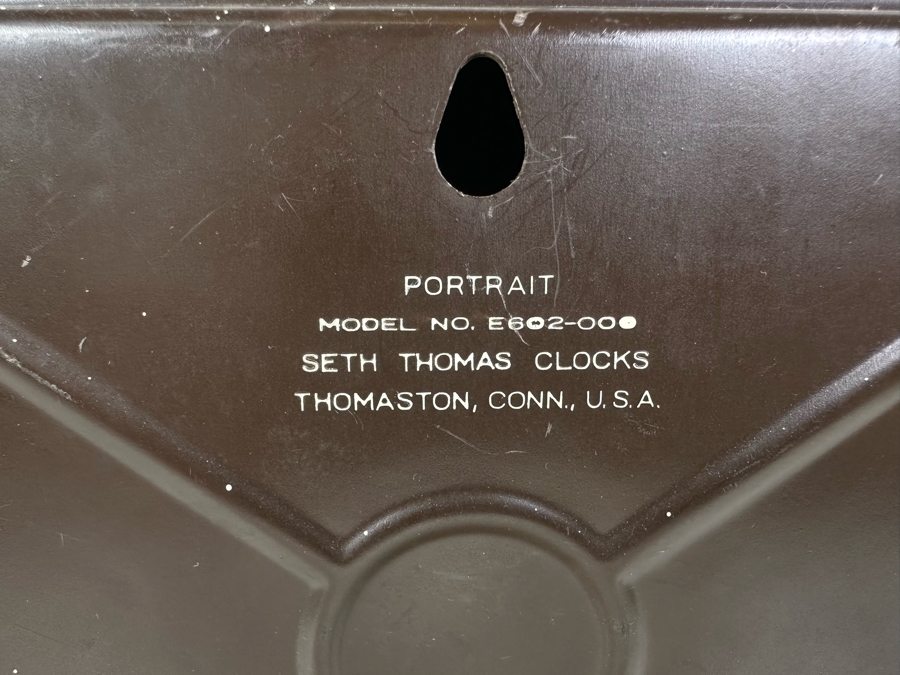 PORTRAIT
MODEL NO. E602-000
SETH THOMAS CLOCKS
THOMASTON, CONN., U.S.A.